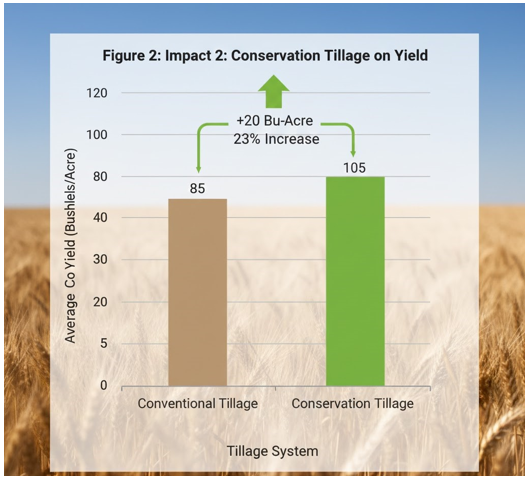 Figure 2: Impact 2: Conservation Tillage on Yield
120
+20 Bu-Acre
100
23% Increase
105
80
85
40
30
20
5
0
Average Co Yield (Bushlels/Acre)
Conventional Tillage
Conservation Tillage
Tillage System